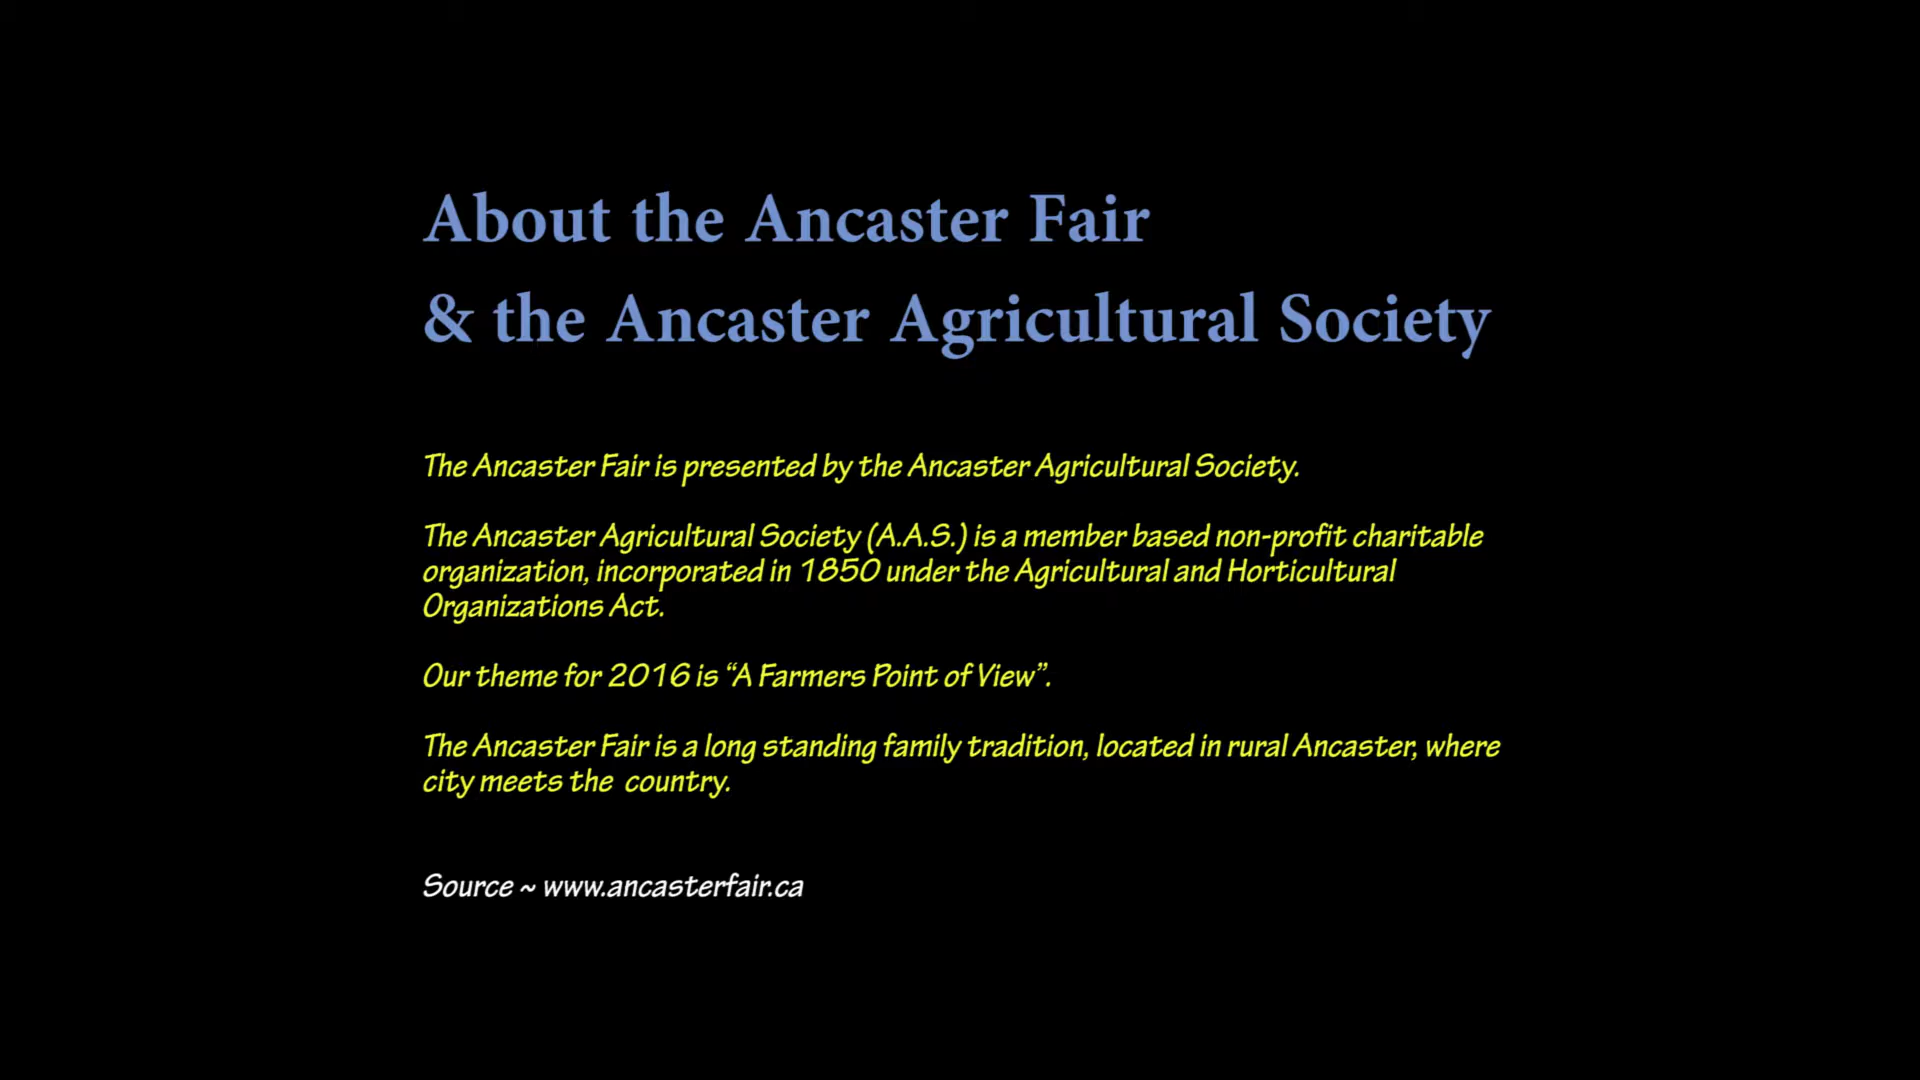 About the Ancaster Fair
& the Ancaster Agricultural Society
The Ancaster Fair is presented by the Ancaster Agricultural Society.
The Ancaster Agricultural Society (A.A.S.) is a member based non-profit charitable
organization, incorporated in 1850 under the Agricultural and Horticultural
Organizations Act.
Our theme for 2016 is “A Farmers Point of View”.
The Ancaster Fair is a long standing family tradition, located in rural Ancaster, where
city meets the  country.
Source ~ www.ancasterfair.ca